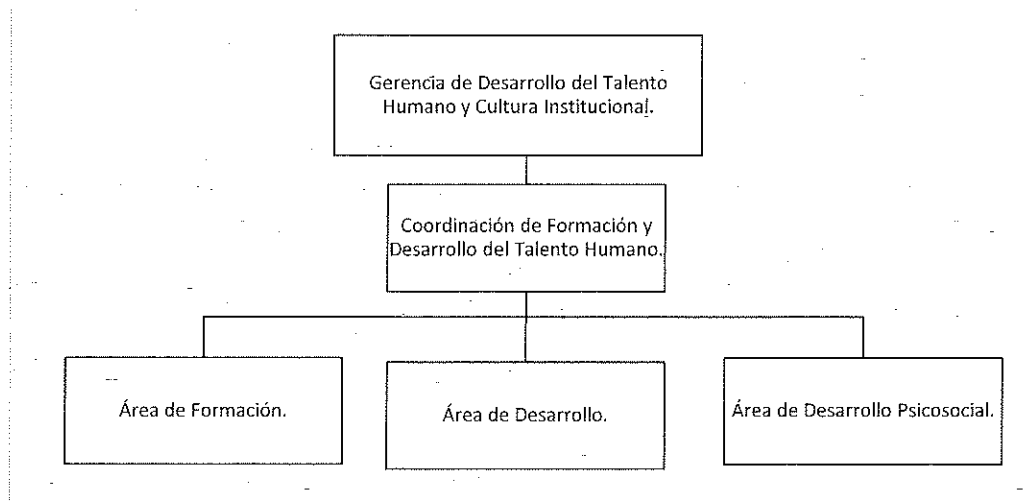 Gerencia de Desarrollo del Talento
Humano y Cultura Institucional.
Coordinación de Formación y
Desarrollo del Talento Humano.
Área de Formación.
Área de Desarrollo.
Área de Desarrollo Psicosocial.